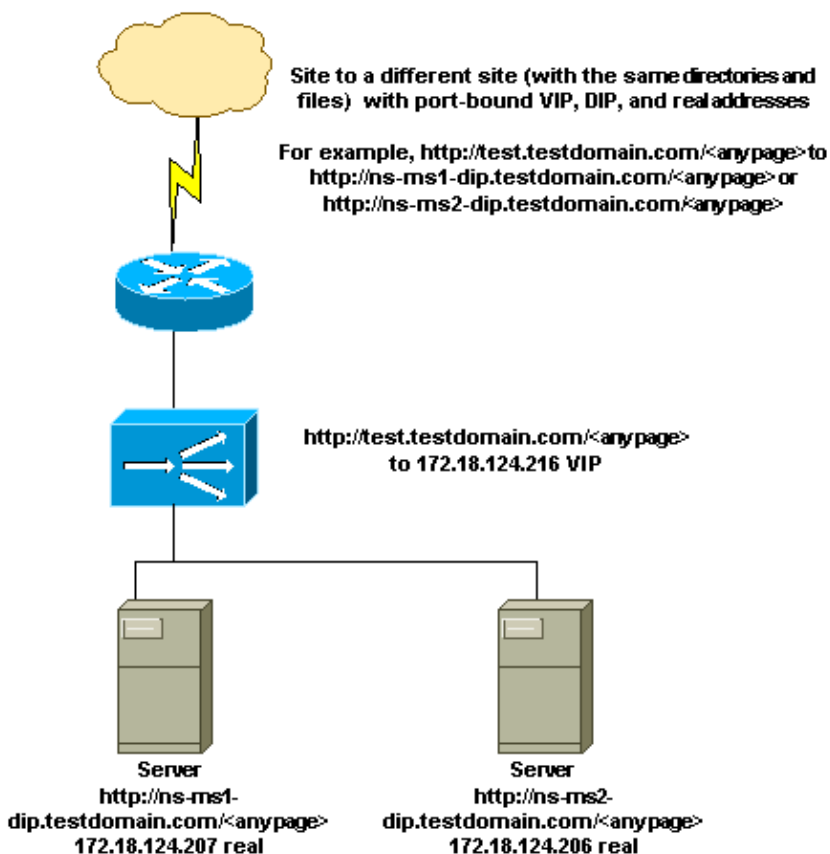 Site to a different site (with the same directories and
files) with port-bound VIP, DIP, and real addresses
For example, http://test.testdomain.com/<anypage> to
http://ns-ms1-dip.testdomain.com/<anypage> or
http://ns-ms2-dip.testdomain.com/<anypage>
http://test.testdomain.com/<anypage>
to 172.18.124.216 VIP
Server
http://ns-ms1-
dip.testdomain.com/<anypage>
172.18.124.207 real
Server
http://ns-ms2-
dip.testdomain.com/<anypage>
172.18.124.206 real